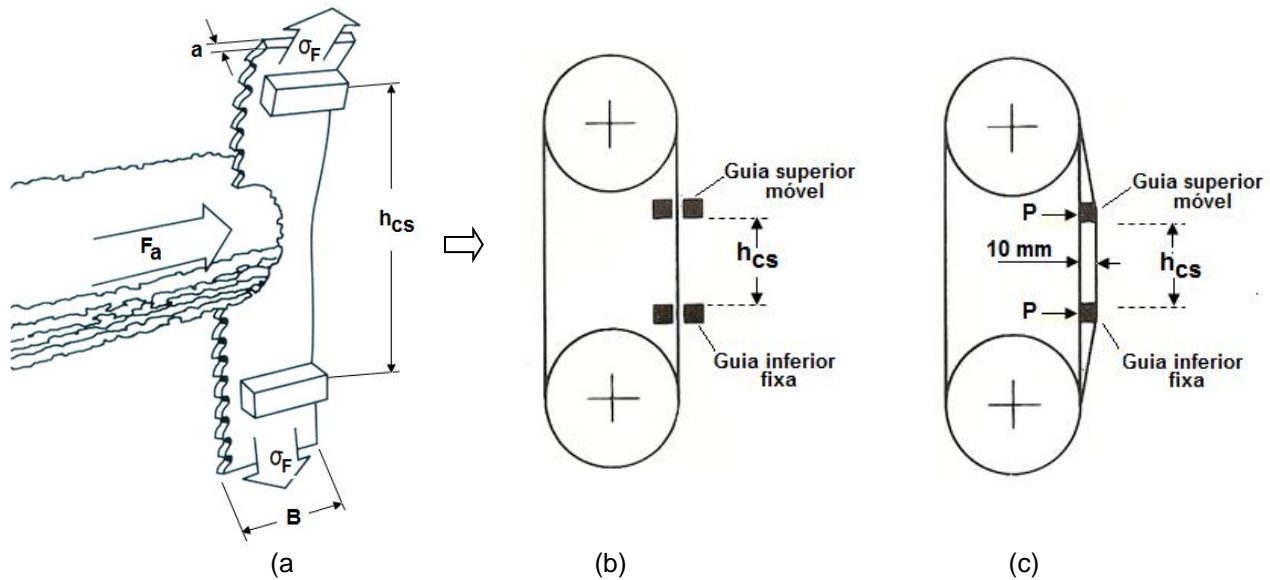 a
σF
Fa
hcs
σF
B
(a
Guia superior
móvel
hcs
Guia inferior
fixa
(b)
Guia superior
móvel
P
10 mm
hcs
P
Guia inferior
fixa
(c)